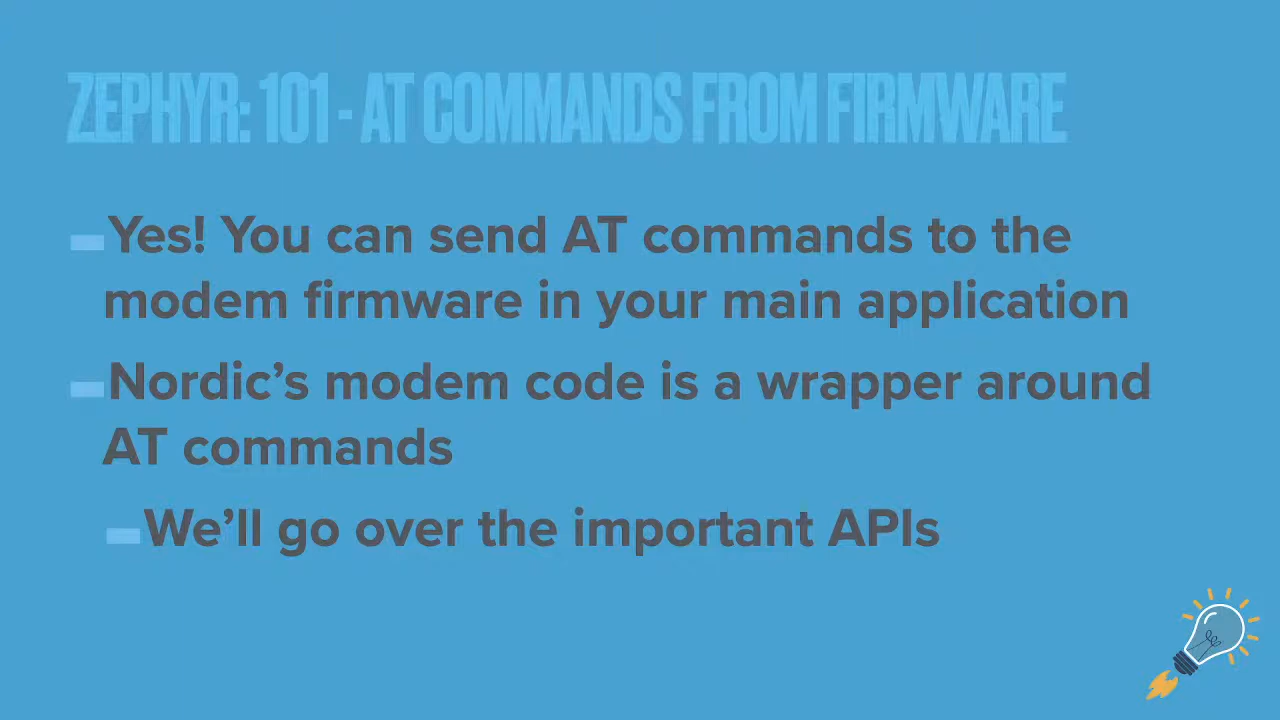 ZEPHYR: 101 - AT COMMANDS FROM FIRMWARE
Yes! You can send AT commands to the
modem firmware in your main application
Nordic’s modem code is a wrapper around
AT commands
We’ll go over the important APIs